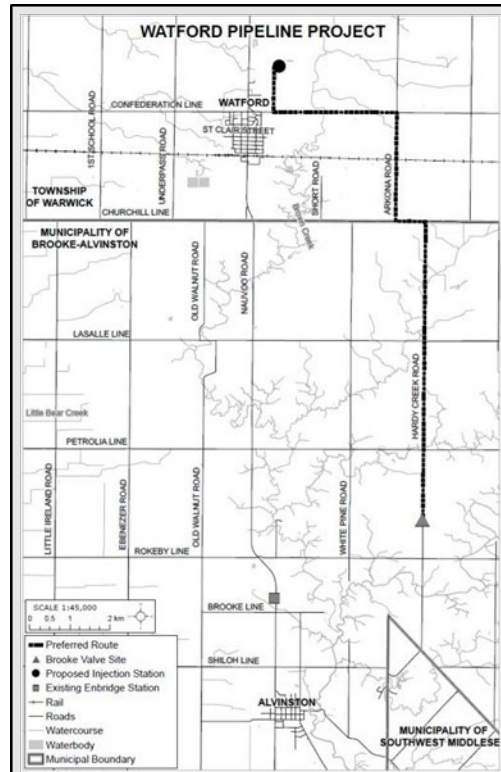 WATFORD PIPELINE PROJECT
CONFEDERATION LINE
WATFORD
ST CLAIR STREET
1ST SCHOOL ROAD
UNDERPASS ROAD
SHORT ROAD
ARKONA ROAD
TOWNSHIP
OF WARWICK
CHURCHILL LINE
Brown Creek
MUNICIPALITY OF
BROOKE-ALVINSTON
OLD WALNUT ROAD
NAUVOO ROAD
LASALLE LINE
HARDY CREEK ROAD
Little Bear Creek
PETROLIA LINE
LITTLE IRELAND ROAD
EBENEZER ROAD
OLD WALNUT ROAD
WHITE PINE ROAD
ROKEBY LINE
BROOKE LINE
SCALE 1:45,000
0 0.5 1 2 km
SHILOH LINE
ALVINSTON
MUNICIPALITY OF
SOUTHWEST MIDDLESE
Preferred Route
Brooke Valve Site
Proposed Injection Station
Existing Enbridge Station
Rail
Roads
Watercourse
Waterbody
Municipal Boundary